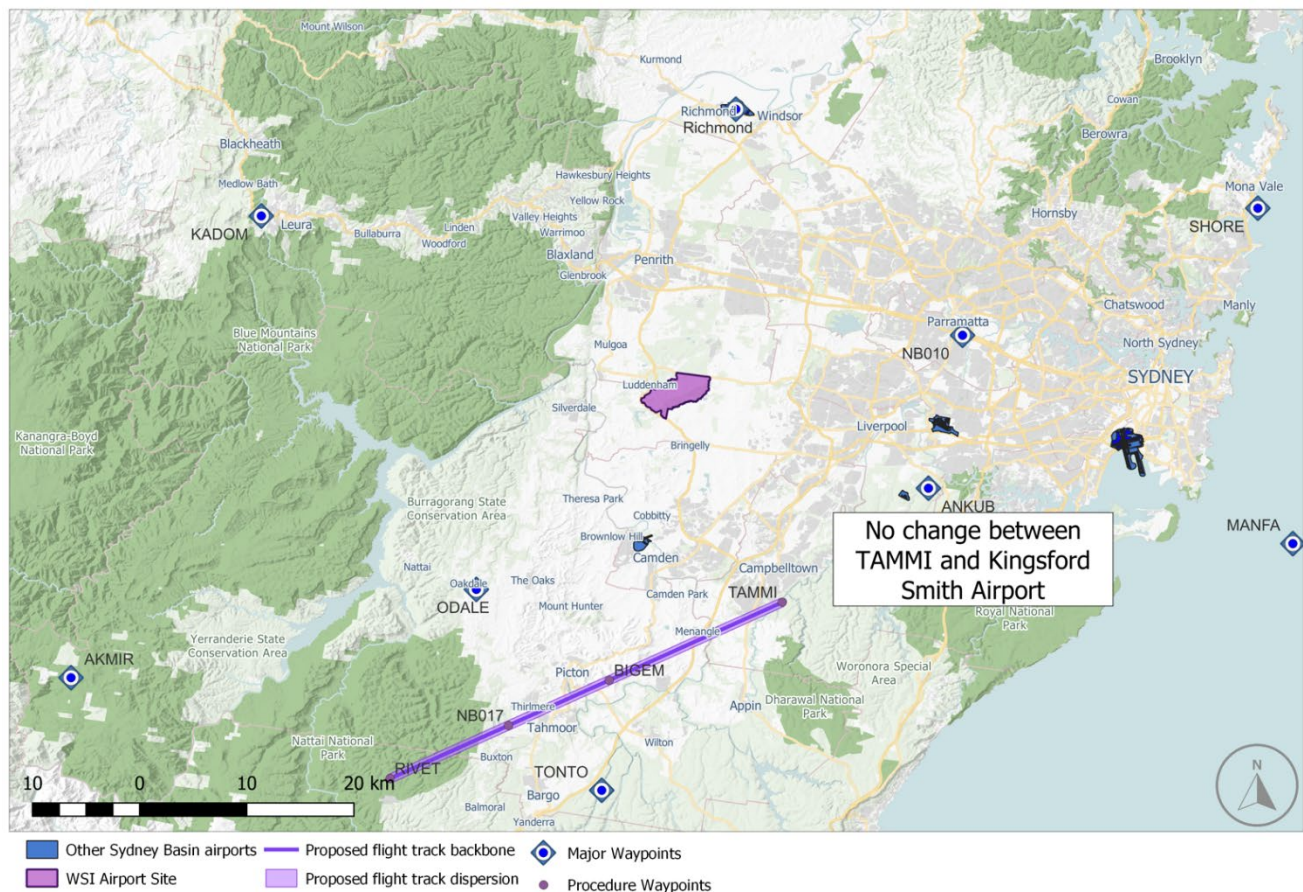 Mount Wilson
Brooklyn
Kurmond
Cowan
Richmond
Windsor
Richmond
Berowra
Blackheath
Hawkesbury Heights
Medlow Bath
Yellow Rock
Mona Vale
KADOM
Leura
Linden
Valley Heights
Hornsby
SHORE
Bullaburra
Woodford
Warrimoo
Blaxland
Penrith
Glenbrook
Chatswood
Manly
Parramatta
Blue Mountains
National Park
Mulgoa
NB010
North Sydney
Luddenham
SYDNEY
Silverdale
Liverpool
Kanangra-Boyd
National Park
Bringelly
Burragorang State
Conservation Area
Theresa Park
ANKUB
Cobbitty
No change between
TAMMI and Kingsford
Smith Airport
MANFA
Brownlow Hill
Camden
Nattai
Campbelltown
Oakdale
The Oaks
Camden Park
TAMMI
ODALE
Mount Hunter
Royal National
Park
Menangle
Yerranderie State
Conservation Area
AKMIR
Picton
BIGEM
Woronora Special
Area
Dharawal National
Park
Thirlmere
Appin
NB017
Tahmoor
Nattai National
Park
Wilton
Buxton
RIVET
TONTO
N
10 0 10 20 km
Bargo
Balmoral
Yanderra
Other Sydney Basin airports
Proposed flight track backbone
Major Waypoints
WSI Airport Site
Proposed flight track dispersion
Procedure Waypoints